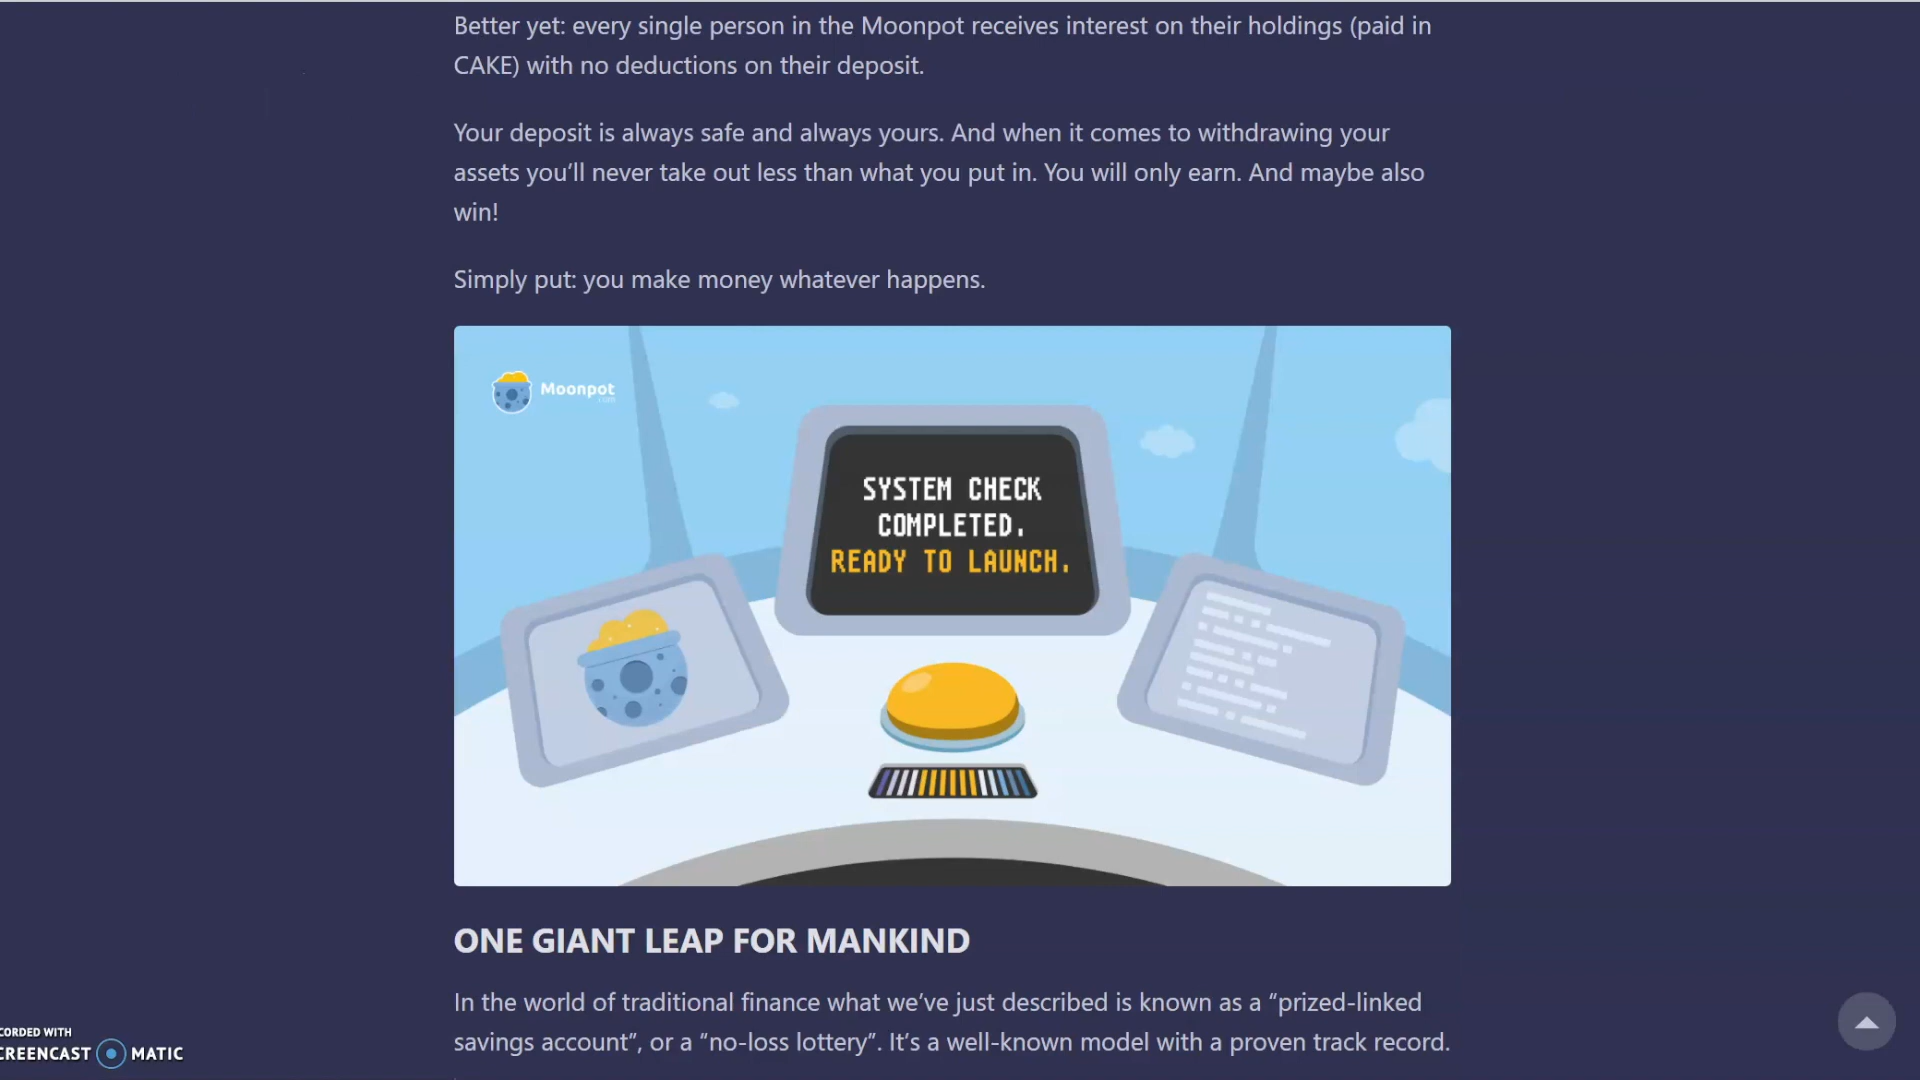 Better yet: every single person in the Moonpot receives interest on their holdings (paid in
CAKE) with no deductions on their deposit.
Your deposit is always safe and always yours. And when it comes to withdrawing your
assets you’ll never take out less than what you put in. You will only earn. And maybe also
win!
Simply put: you make money whatever happens.
Moonpot
.com
SYSTEM CHECK
COMPLETED.
READY TO LAUNCH.
ONE GIANT LEAP FOR MANKIND
In the world of traditional finance what we’ve just described is known as a “prized-linked
savings account”, or a “no-loss lottery”. It’s a well-known model with a proven track record.
CORDED WITH
CREENCAST MATIC